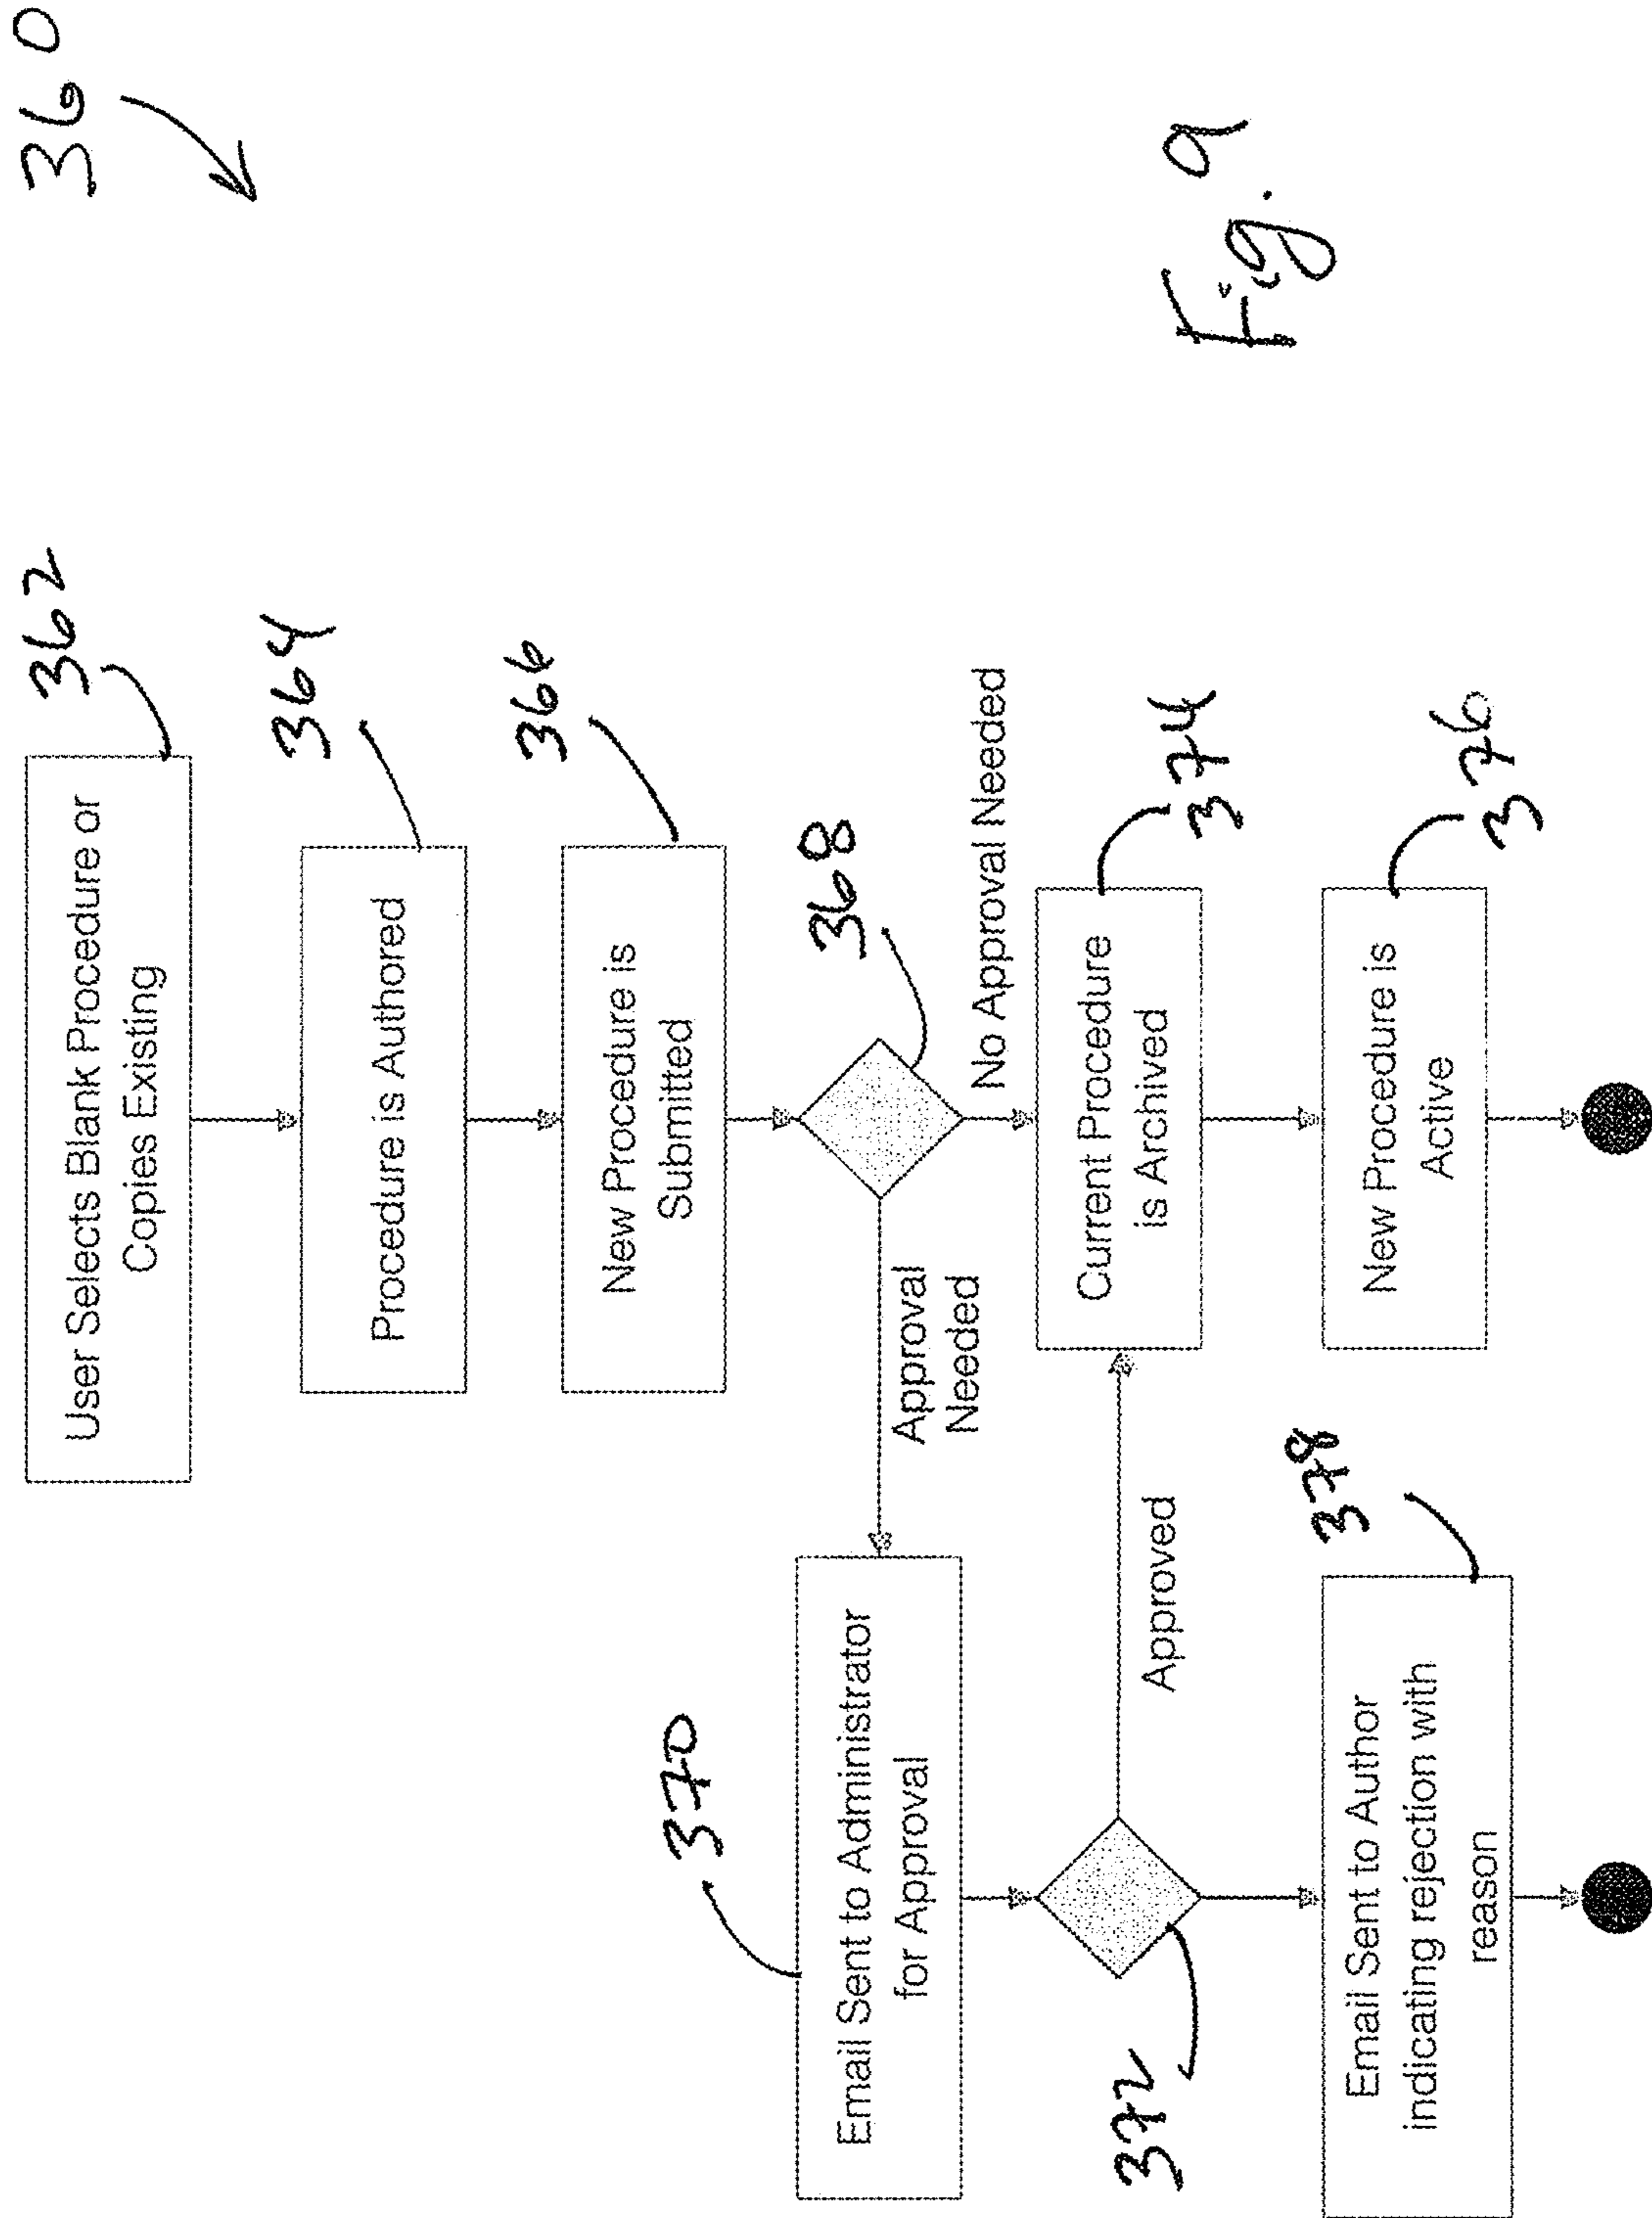 360
User Selects Blank Procedure or
Copies Existing
362
Procedure is Authored
364
New Procedure is
Submitted
366
368
Approval
Needed
No Approval Needed
370
Email Sent to Administrator
for Approval
372
Approved
Current Procedure
is Archived
374
Email Sent to Author
indicating rejection with
reason
378
New Procedure is
Active
376
Fig. 9